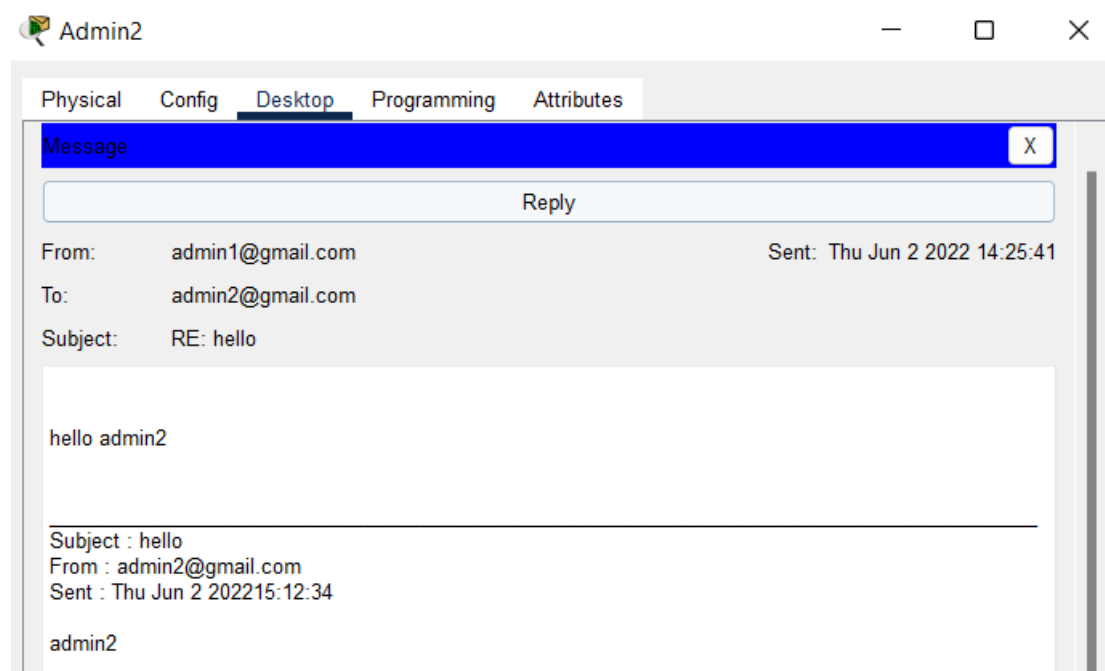 Admin2
Physical Config Desktop Programming Attributes
Message X
Reply
From: admin1@gmail.com Sent: Thu Jun 2 2022 14:25:41
To: admin2@gmail.com
Subject: RE: hello
hello admin2
Subject : hello
From : admin2@gmail.com
Sent : Thu Jun 2 202215:12:34
admin2